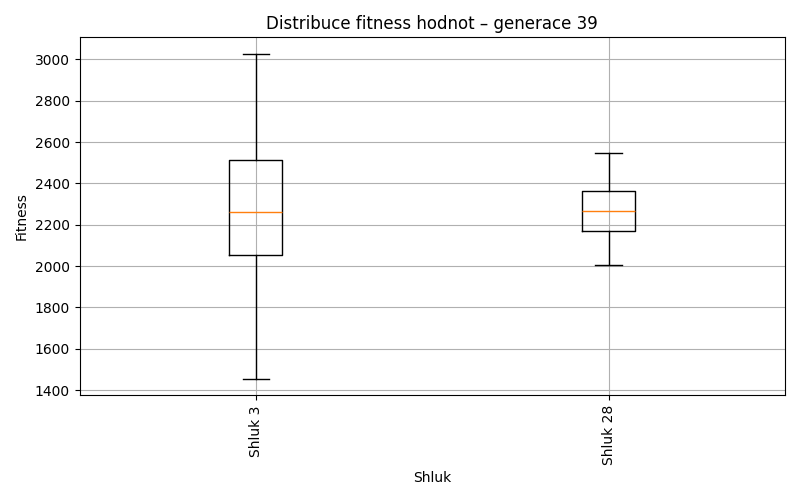 Distribuce fitness hodnot – generace 39
Fitness
3000
2800
2600
2400
2200
2000
1800
1600
1400
Shluk 3
Shluk 28
Shluk